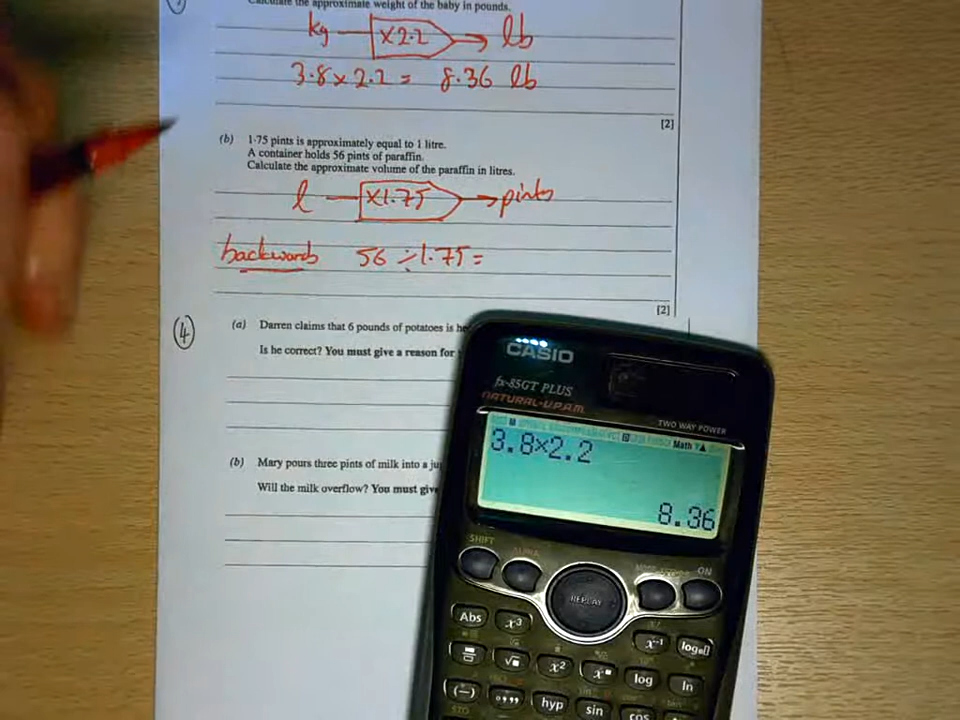 Calculate the approximate weight of the baby in pounds.
kg ×2.2 lb
3.8 × 2.2 = 8.36 lb
[2]
(b) 1·75 pints is approximately equal to 1 litre.
A container holds 56 pints of paraffin.
Calculate the approximate volume of the paraffin in litres.
l ×1.75 pints
backwards 56 ÷ 1.75 =
[2]
4 (a) Darren claims that 6 pounds of potatoes is
Is he correct? You must give a reason for
(b) Mary pours three pints of milk into a
Will the milk overflow? You must
CASIO
fx-85GT PLUS
NATURAL-V.P.A.M.
TWO WAY POWER
Math
3.8×2.2
8.36
SHIFT ALPHA ON
REPLAY
Abs x³ x⁻¹ log
x² log ln
(−) hyp sin cos
STO